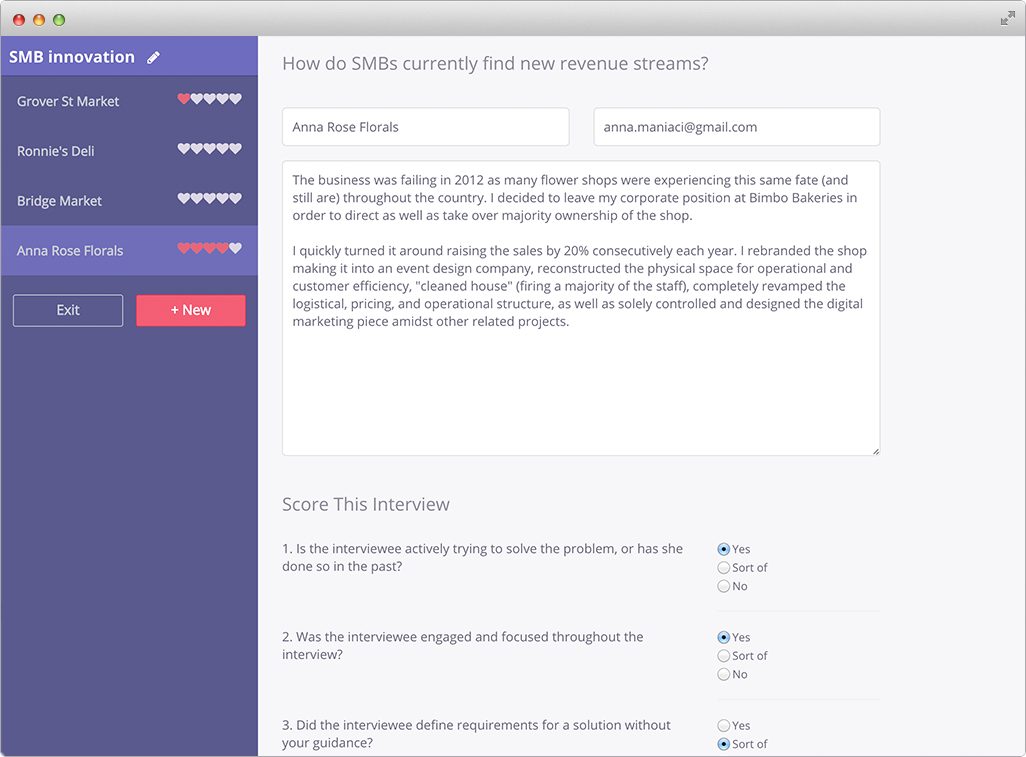 SMB innovation
Grover St Market
Ronnie's Deli
Bridge Market
Anna Rose Florals
Exit
+ New
How do SMBs currently find new revenue streams?
Anna Rose Florals
anna.maniaci@gmail.com
The business was failing in 2012 as many flower shops were experiencing this same fate (and
still are) throughout the country. I decided to leave my corporate position at Bimbo Bakeries in
order to direct as well as take over majority ownership of the shop.
I quickly turned it around raising the sales by 20% consecutively each year. I rebranded the shop
making it into an event design company, reconstructed the physical space for operational and
customer efficiency, "cleaned house" (firing a majority of the staff), completely revamped the
logistical, pricing, and operational structure, as well as solely controlled and designed the digital
marketing piece amidst other related projects.
Score This Interview
1. Is the interviewee actively trying to solve the problem, or has she
done so in the past?
Yes
Sort of
No
2. Was the interviewee engaged and focused throughout the
interview?
Yes
Sort of
No
3. Did the interviewee define requirements for a solution without
your guidance?
Yes
Sort of